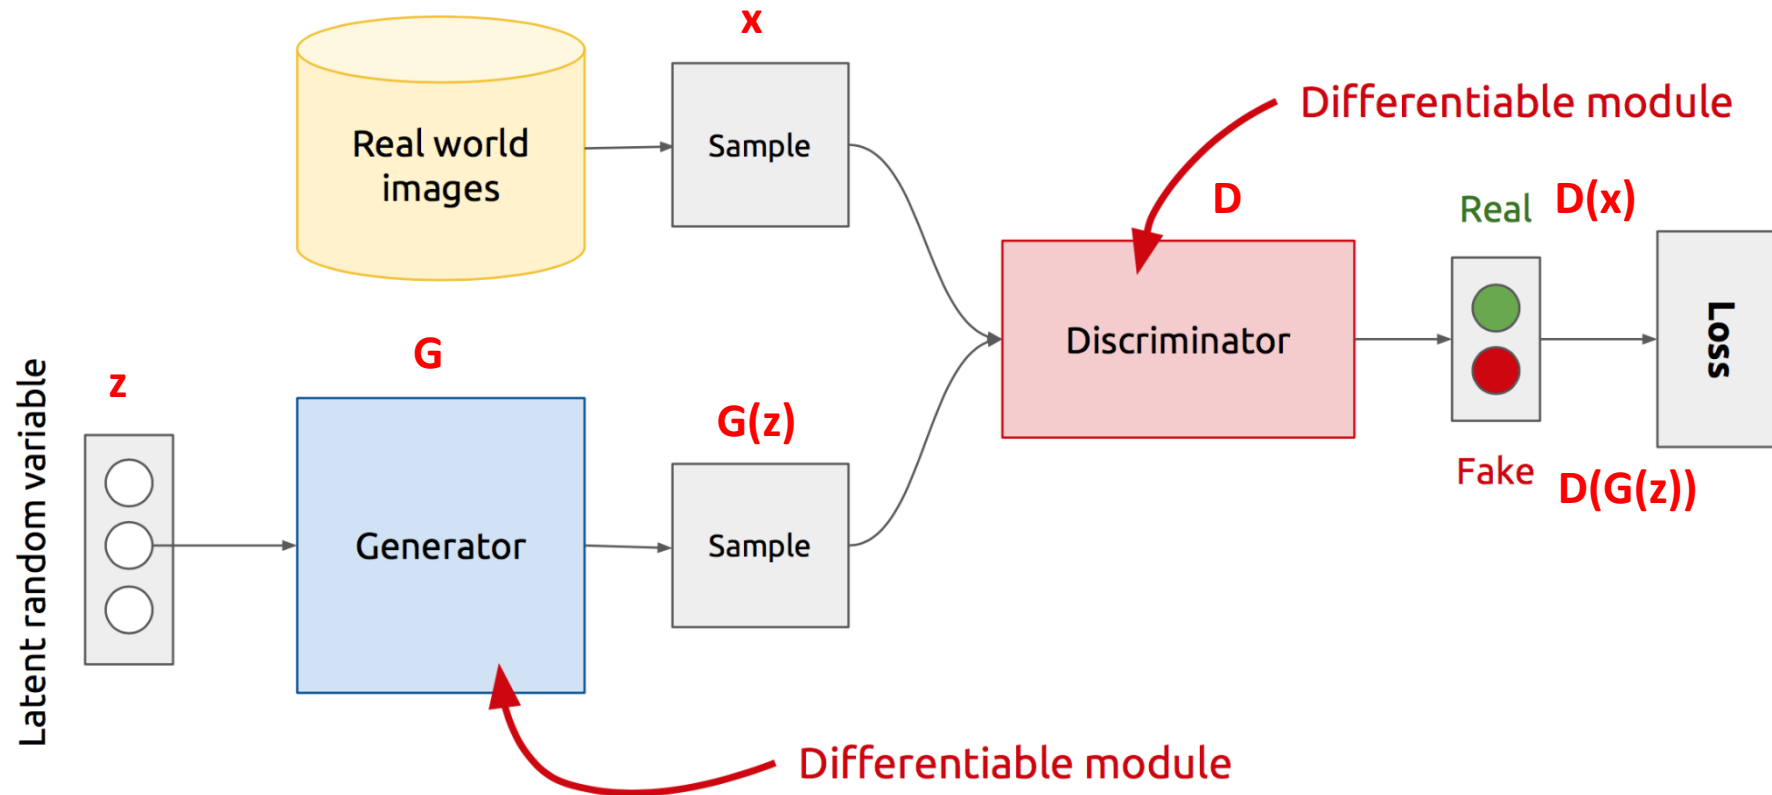 x
Real world
images
Sample
Differentiable module
D
Real
D(x)
Discriminator
Loss
Fake
D(G(z))
Latent random variable
z
G
Generator
G(z)
Sample
Differentiable module